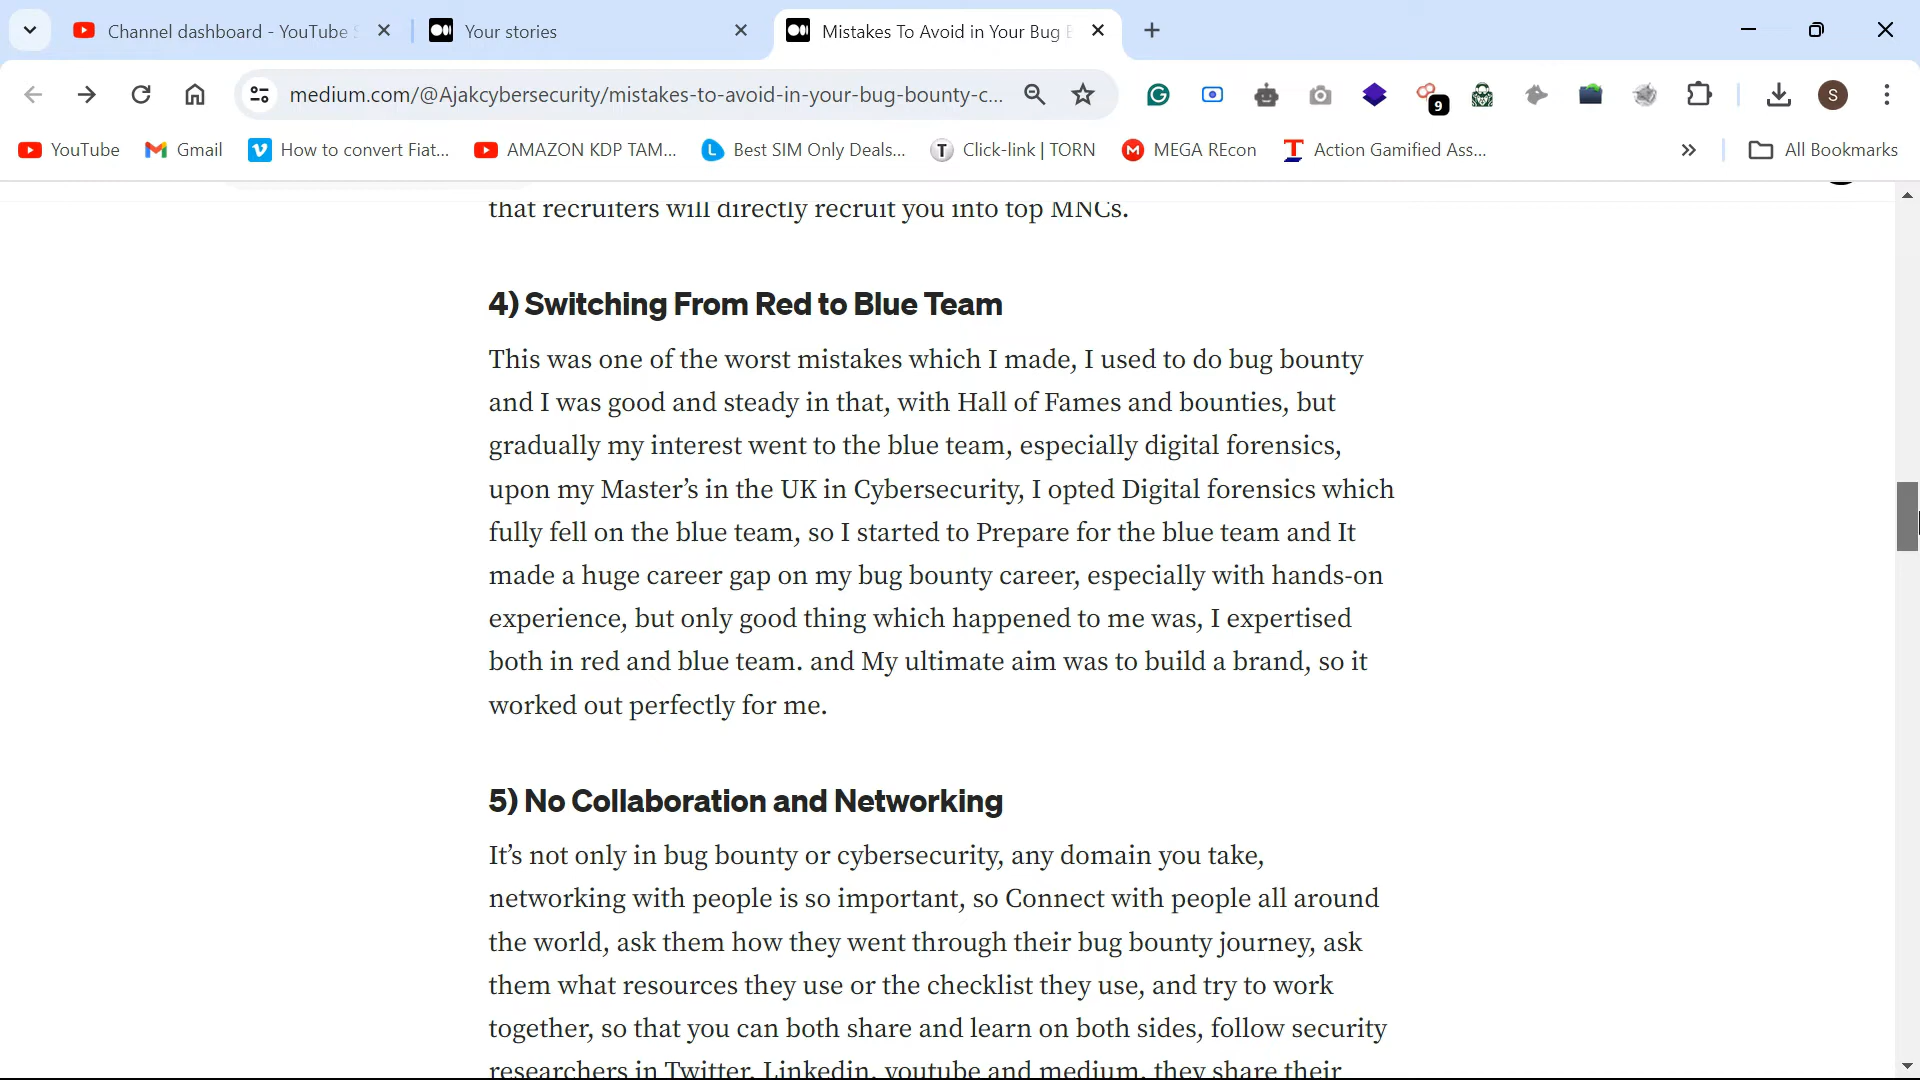 Channel dashboard - YouTube
Your stories
Mistakes To Avoid in Your Bug
medium.com/@Ajakcybersecurity/mistakes-to-avoid-in-your-bug-bounty-c...
9
S
YouTube
Gmail
How to convert Fiat...
AMAZON KDP TAM...
Best SIM Only Deals...
Click-link | TORN
MEGA REcon
Action Gamified Ass...
All Bookmarks
that recruiters will directly recruit you into top MNCs.
4) Switching From Red to Blue Team
This was one of the worst mistakes which I made, I used to do bug bounty
and I was good and steady in that, with Hall of Fames and bounties, but
gradually my interest went to the blue team, especially digital forensics,
upon my Master’s in the UK in Cybersecurity, I opted Digital forensics which
fully fell on the blue team, so I started to Prepare for the blue team and It
made a huge career gap on my bug bounty career, especially with hands-on
experience, but only good thing which happened to me was, I expertised
both in red and blue team. and My ultimate aim was to build a brand, so it
worked out perfectly for me.
5) No Collaboration and Networking
It’s not only in bug bounty or cybersecurity, any domain you take,
networking with people is so important, so Connect with people all around
the world, ask them how they went through their bug bounty journey, ask
them what resources they use or the checklist they use, and try to work
together, so that you can both share and learn on both sides, follow security
researchers in Twitter, Linkedin, youtube and medium, they share their